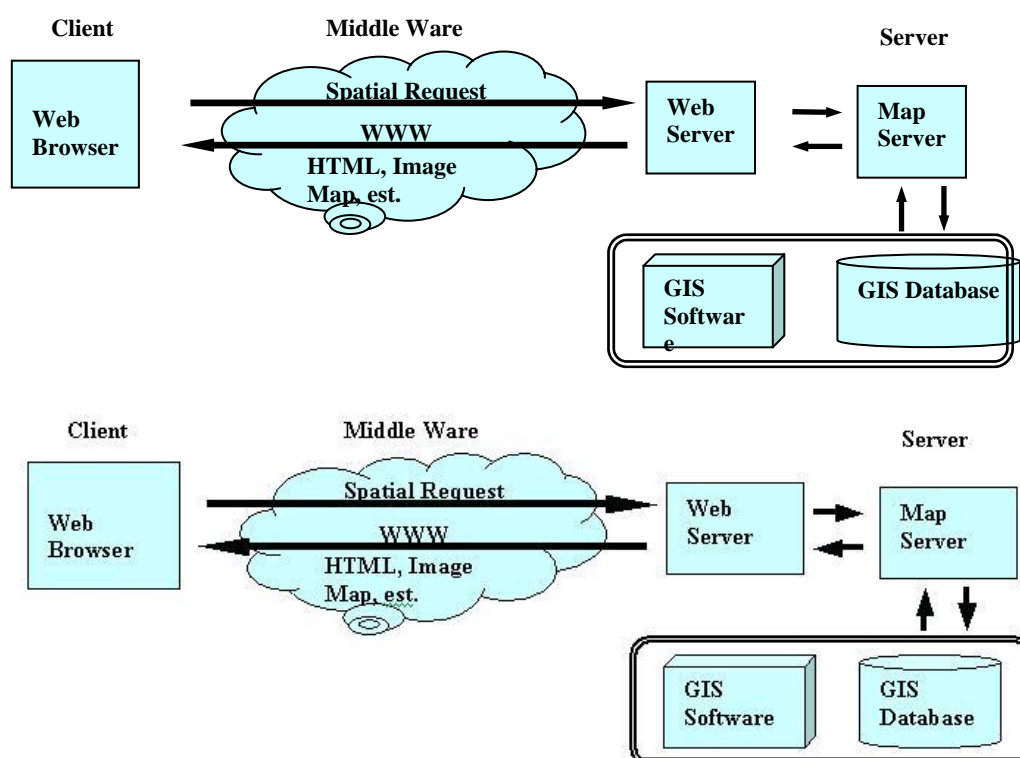 Client
Middle Ware
Server
Web
Browser
Spatial Request
WWW
HTML, Image
Map, est.
Web
Server
Map
Server
GIS
Softwar
e
GIS Database
Client
Middle Ware
Server
Web
Browser
Spatial Request
WWW
HTML, Image
Map, est.
Web
Server
Map
Server
GIS
Software
GIS
Database